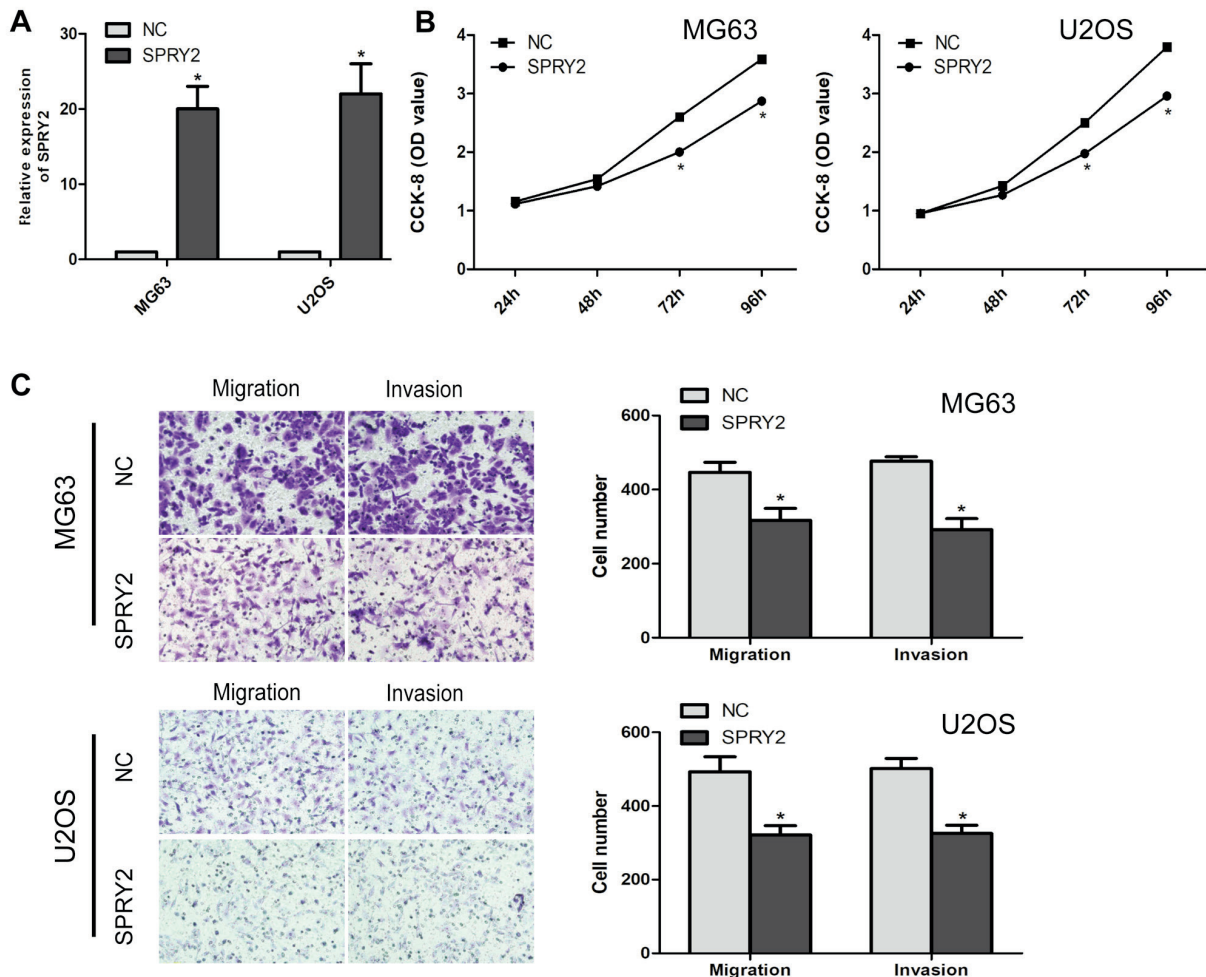 A
NC
SPRY2
Relative expression
of SPRY2
30
20
10
0
*
*
MG63
U2OS
B
MG63
NC
SPRY2
CCK-8 (OD value)
4
3
2
1
0
*
*
24h
48h
72h
96h
U2OS
NC
SPRY2
CCK-8 (OD value)
4
3
2
1
0
*
*
24h
48h
72h
96h
C
Migration
Invasion
MG63
NC
SPRY2
Migration
Invasion
U2OS
NC
SPRY2
MG63
NC
SPRY2
Cell number
600
400
200
0
*
*
Migration
Invasion
U2OS
NC
SPRY2
Cell number
600
400
200
0
*
*
Migration
Invasion